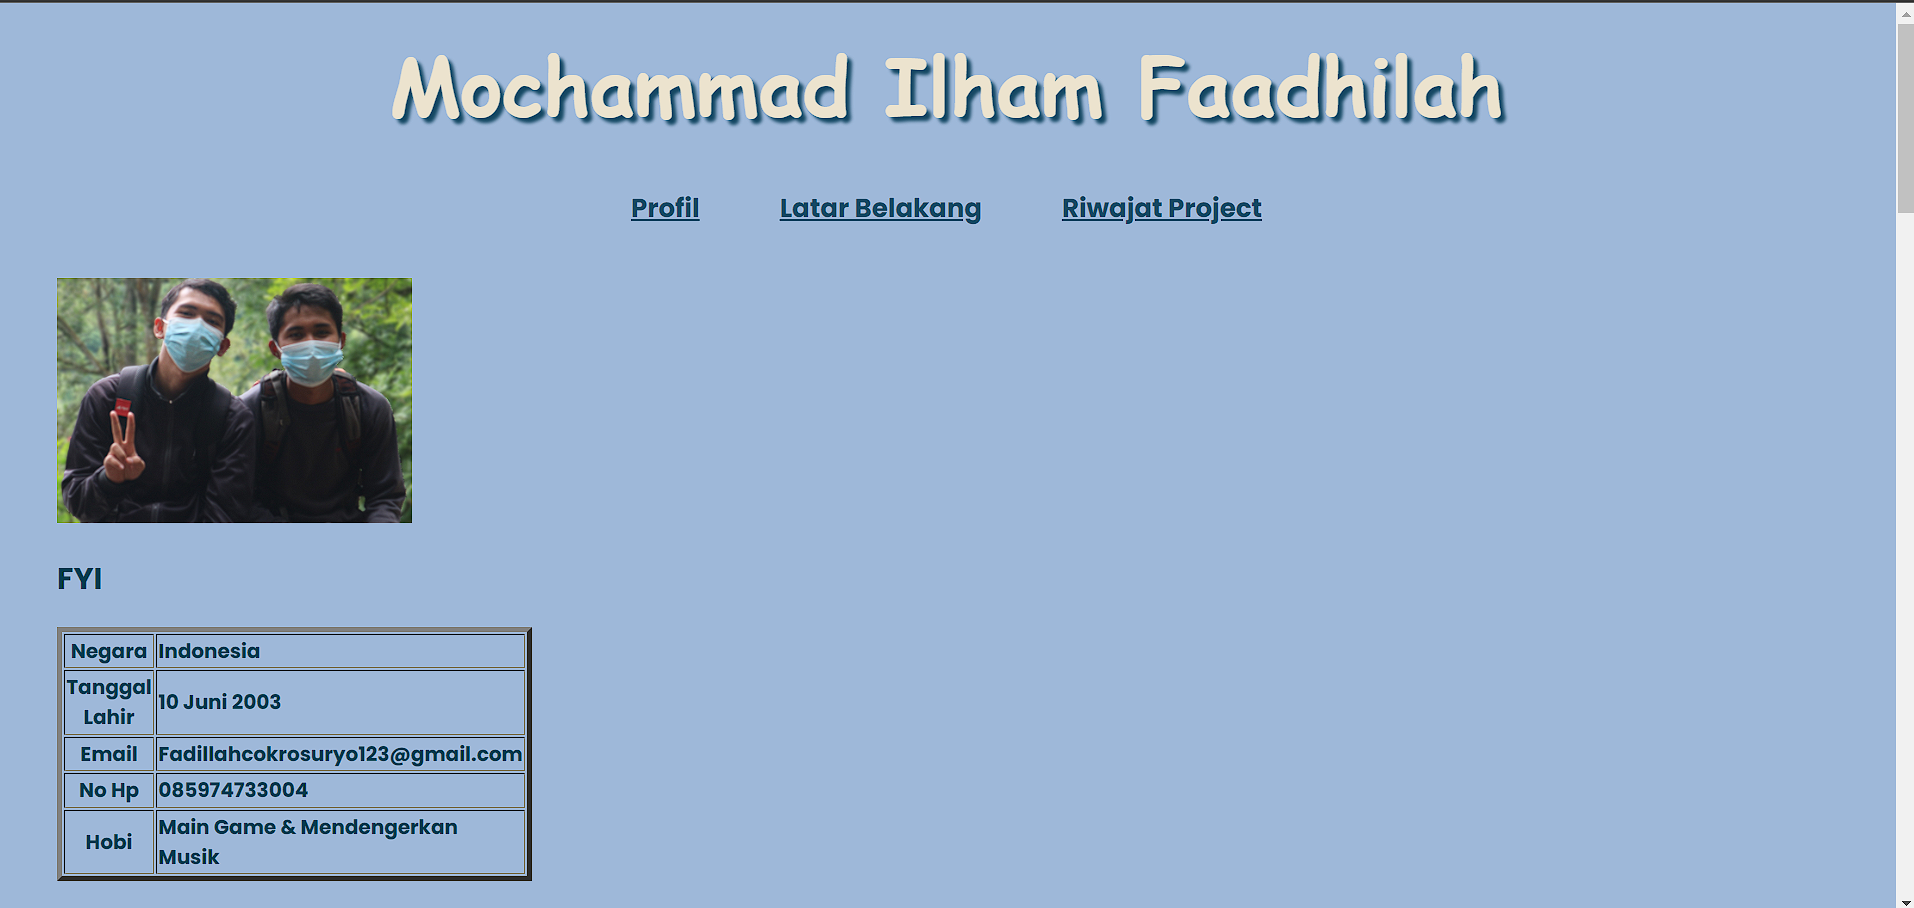 Mochammad Ilham Faadhilah
Profil
Latar Belakang
Riwajat Project
FYI
Negara
Indonesia
Tanggal
Lahir
10 Juni 2003
Email
Fadillahcokrosuryo123@gmail.com
No Hp
085974733004
Hobi
Main Game & Mendengerkan
Musik